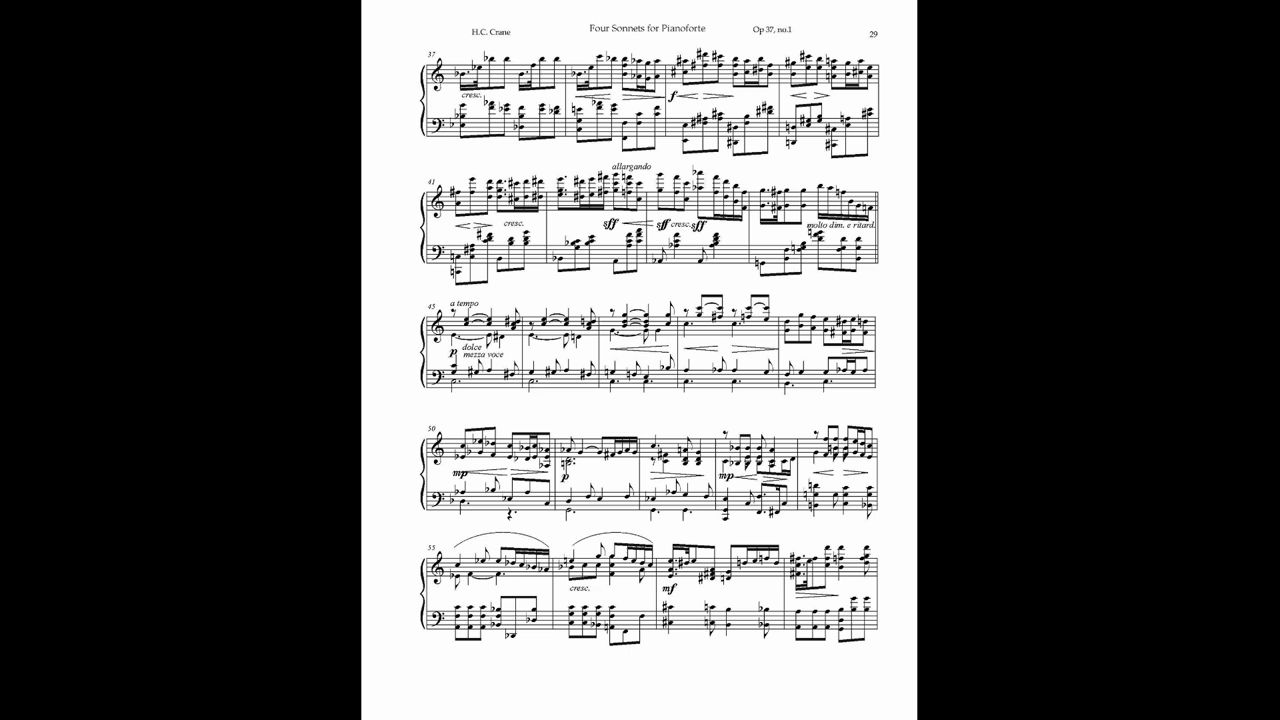 H.C. Crane Four Sonnets for Pianoforte Op 37, no.1 29
37
cresc.
f
allargando
41
cresc.
sff sff cresc. sff
molto dim. e ritard.
45
a tempo
p dolce
mezza voce
50
mp p mp
55
cresc. mf